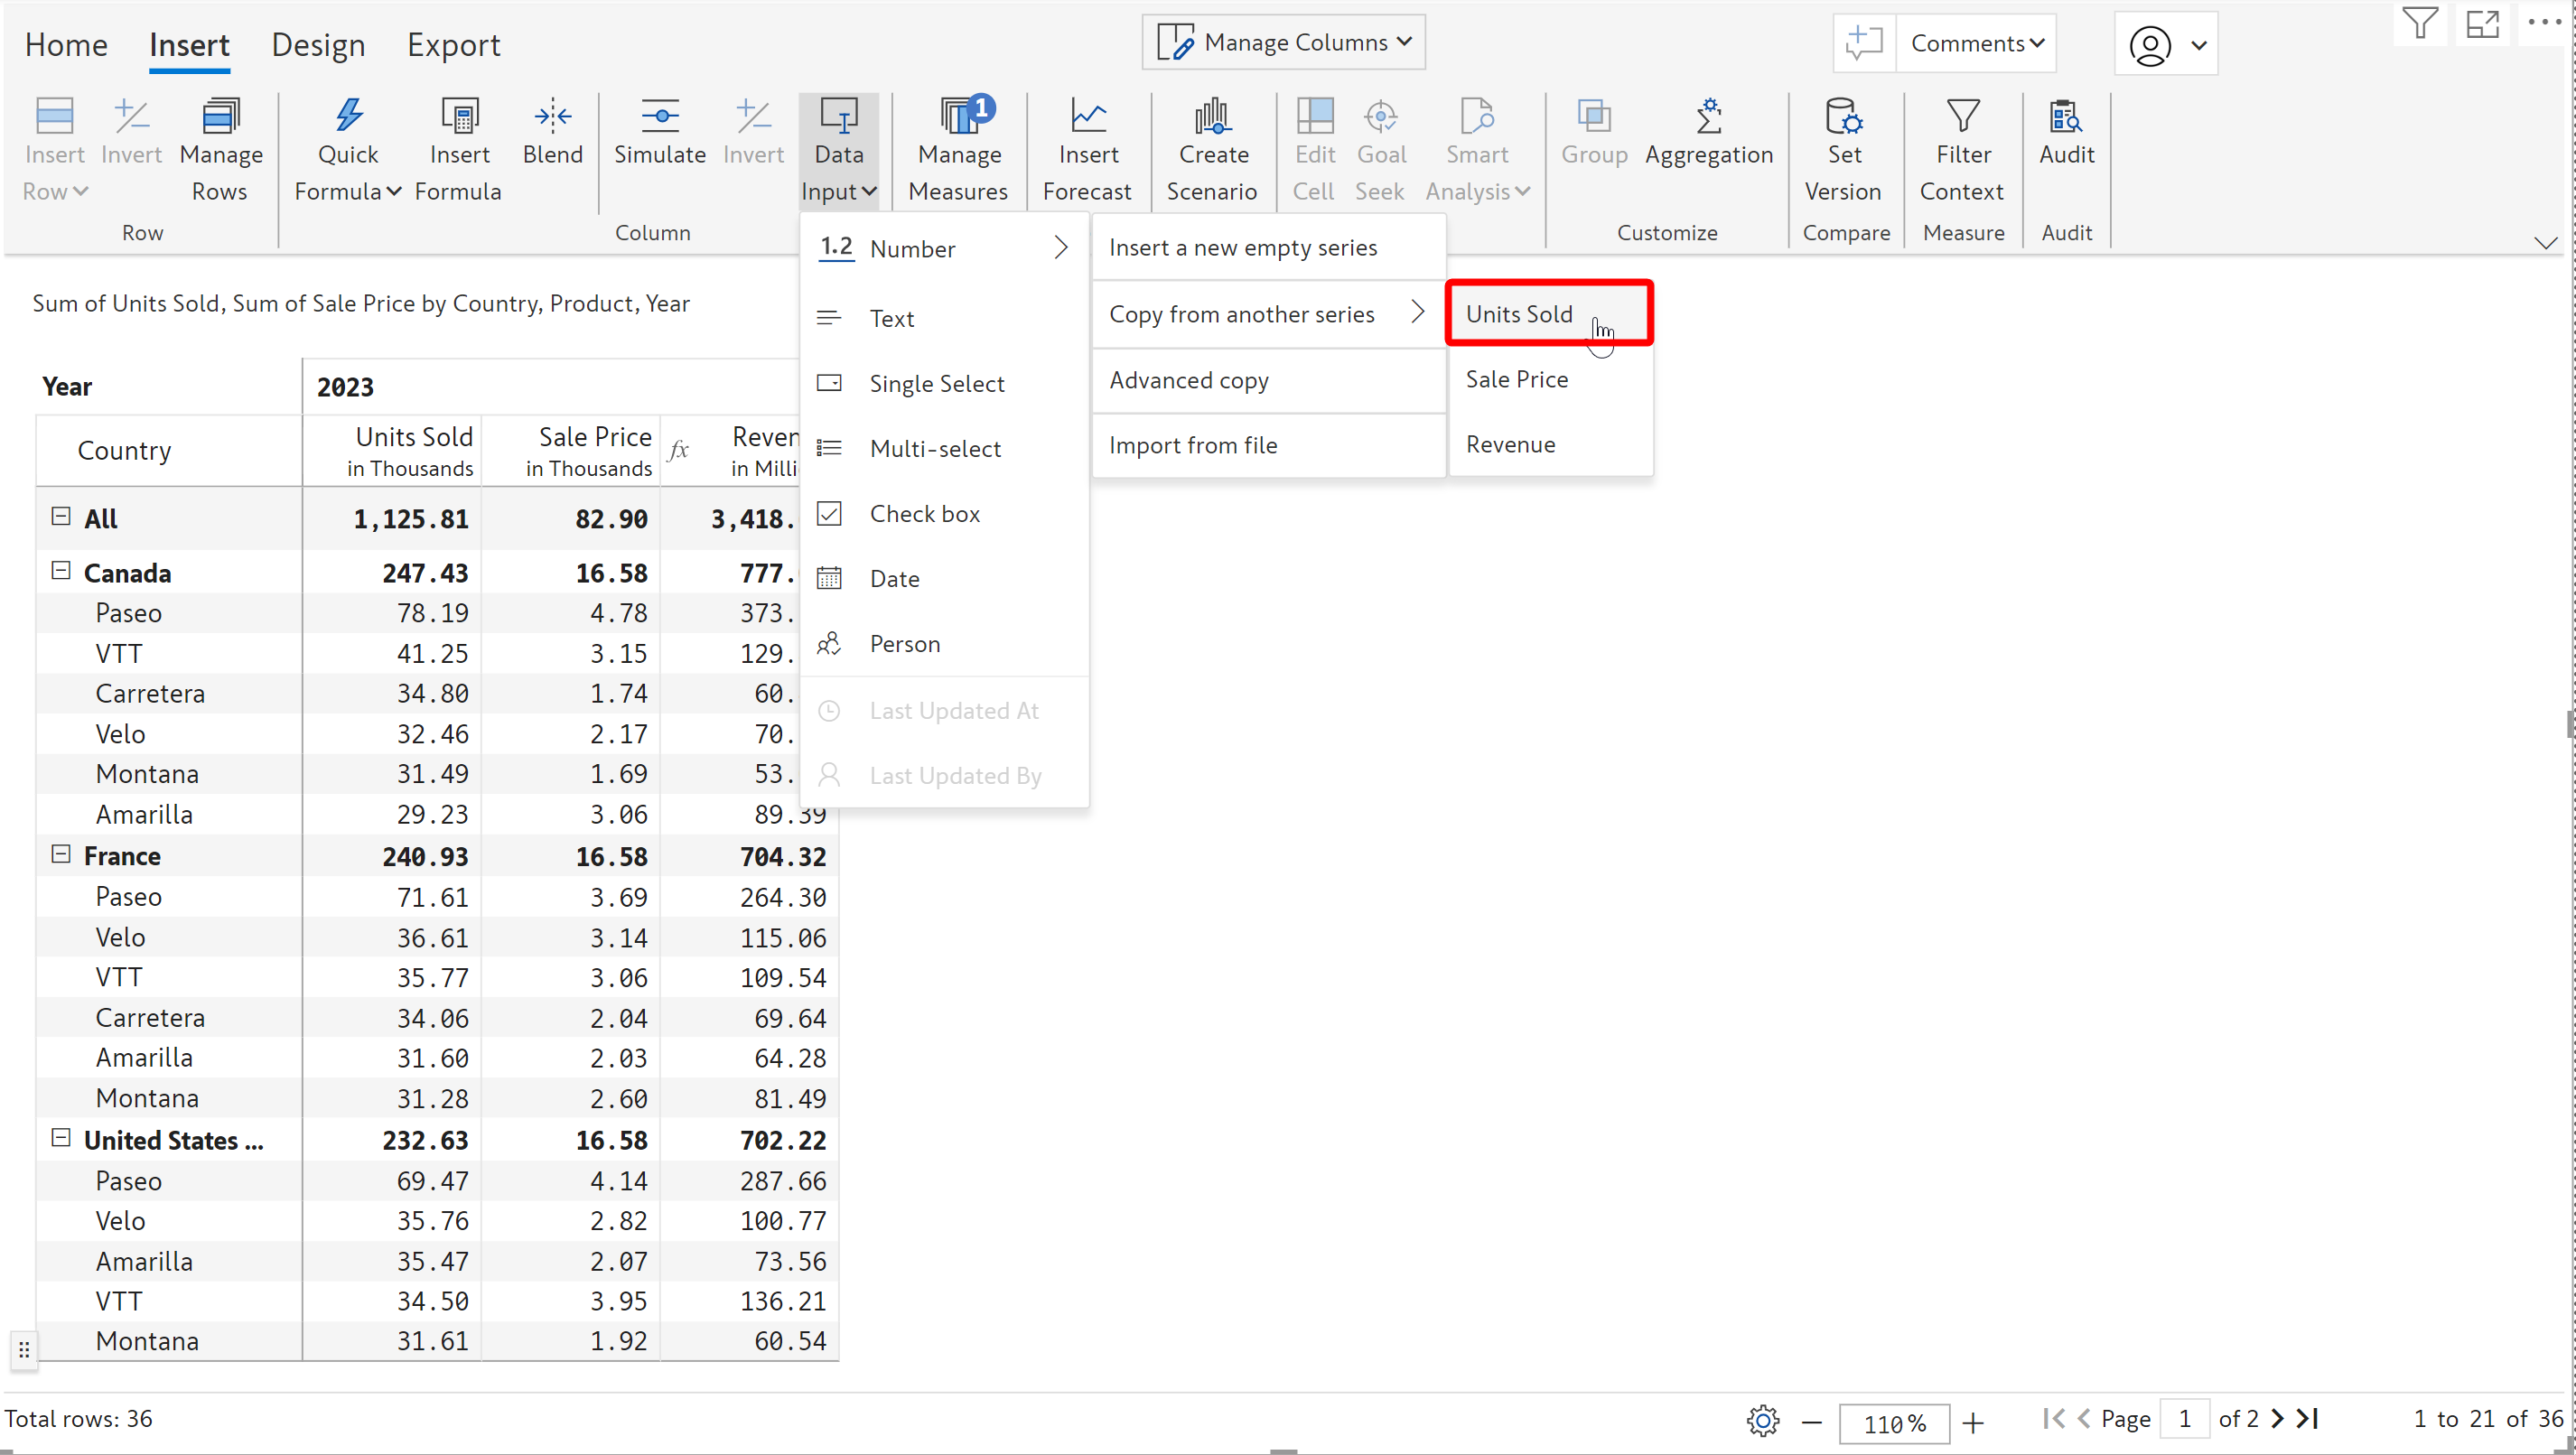 Home Insert Design Export
Manage Columns
Comments
Insert Row
Invert
Manage Rows
Row
Quick Formula
Insert Formula
Blend
Simulate
Invert
Data Input
Column
Manage Measures
1
Insert Forecast
Create Scenario
Edit Cell
Goal Seek
Smart Analysis
Group
Aggregation
Customize
Set Version
Compare
Filter Context
Measure
Audit
Audit
1.2 Number
Text
Single Select
Multi-select
Check box
Date
Person
Last Updated At
Last Updated By
Insert a new empty series
Copy from another series
Advanced copy
Import from file
Units Sold
Sale Price
Revenue
Sum of Units Sold, Sum of Sale Price by Country, Product, Year
Year 2023
Country Units Sold in Thousands Sale Price in Thousands fx Reven in Milli
All 1,125.81 82.90 3,418.
Canada 247.43 16.58 777.
Paseo 78.19 4.78 373.
VTT 41.25 3.15 129.
Carretera 34.80 1.74 60.
Velo 32.46 2.17 70.
Montana 31.49 1.69 53.
Amarilla 29.23 3.06 89.39
France 240.93 16.58 704.32
Paseo 71.61 3.69 264.30
Velo 36.61 3.14 115.06
VTT 35.77 3.06 109.54
Carretera 34.06 2.04 69.64
Amarilla 31.60 2.03 64.28
Montana 31.28 2.60 81.49
United States ... 232.63 16.58 702.22
Paseo 69.47 4.14 287.66
Velo 35.76 2.82 100.77
Amarilla 35.47 2.07 73.56
VTT 34.50 3.95 136.21
Montana 31.61 1.92 60.54
Total rows: 36
110 %
Page 1 of 2
1 to 21 of 36